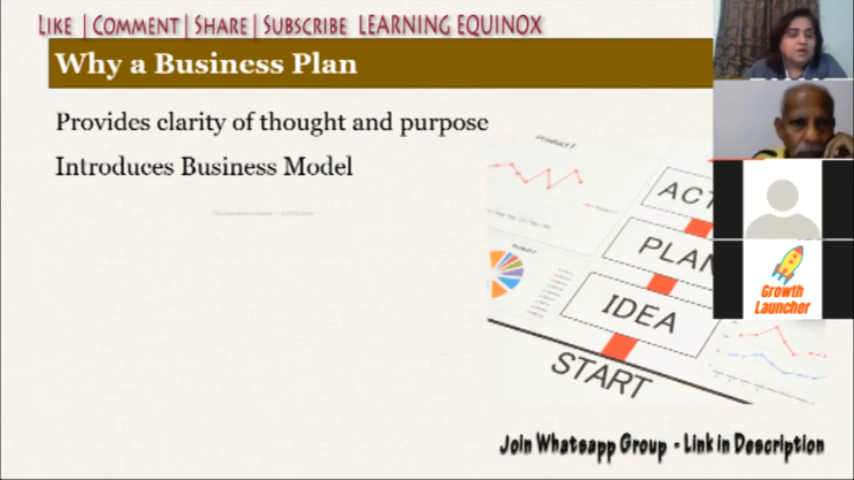 LIKE | COMMENT | SHARE | SUBSCRIBE LEARNING EQUINOX
Why a Business Plan
Provides clarity of thought and purpose
Introduces Business Model
Product F
ACT
PLAN
IDEA
START
Growth
Launcher
Join Whatsapp Group - Link in Description